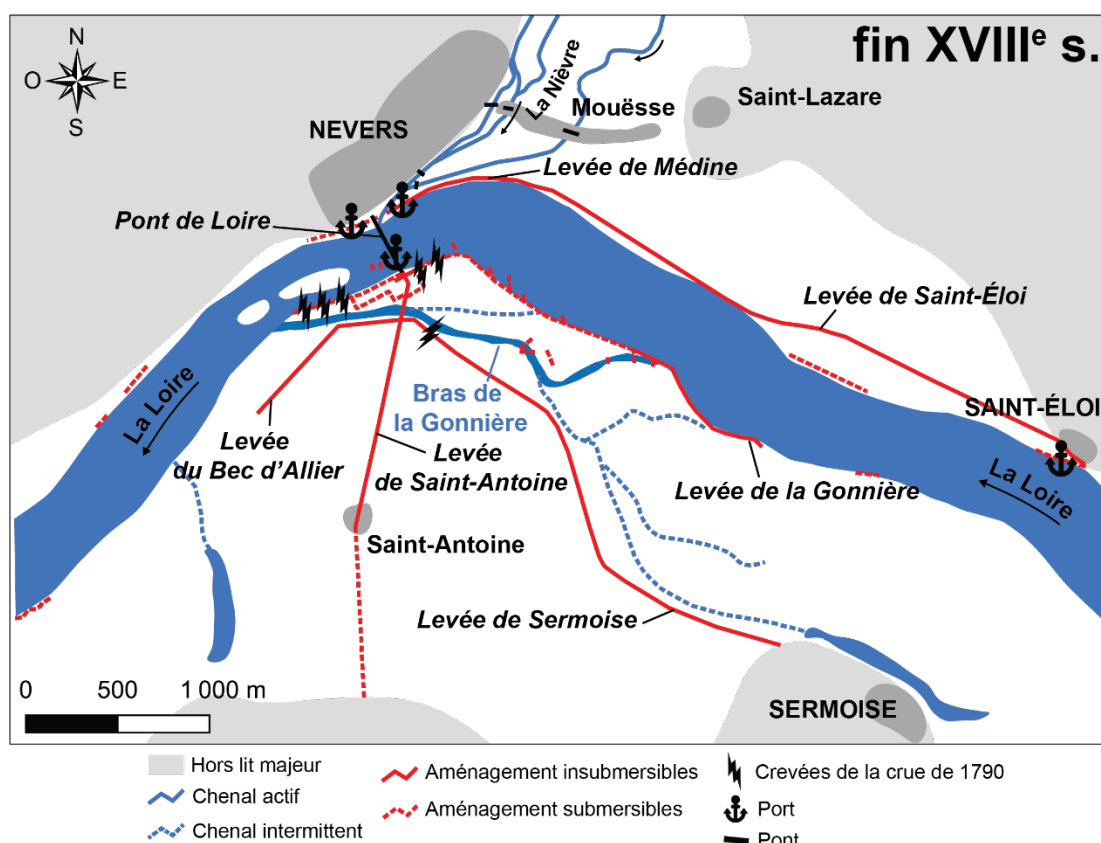 fin XVIIIe s.
N
O E
S
NEVERS
La Nièvre
Mouësse
Saint-Lazare
Levée de Médine
Pont de Loire
Levée de Saint-Éloi
SAINT-ÉLOI
La Loire
Bras de
la Gonnière
Levée
du Bec d'Allier
Levée
de Saint-Antoine
Levée de la Gonnière
La Loire
Saint-Antoine
Levée de Sermoise
SERMOISE
0 500 1 000 m
Hors lit majeur
Chenal actif
Chenal intermittent
Aménagement insubmersibles
Aménagement submersibles
Crevées de la crue de 1790
Port
Pont